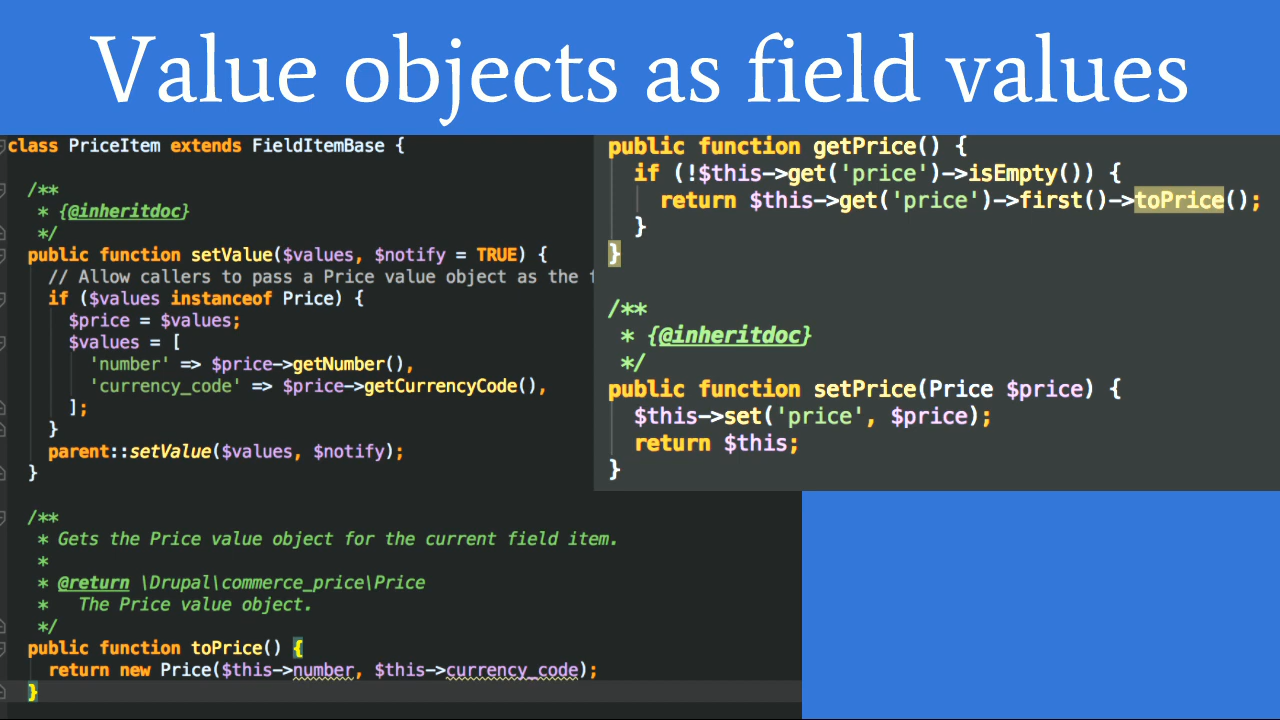 Value objects as field values
class PriceItem extends FieldItemBase {
/**
* {@inheritdoc}
*/
public function setValue($values, $notify = TRUE) {
// Allow callers to pass a Price value object as the
if ($values instanceof Price) {
$price = $values;
$values = [
'number' => $price->getNumber(),
'currency_code' => $price->getCurrencyCode(),
];
}
parent::setValue($values, $notify);
}
/**
* Gets the Price value object for the current field item.
*
* @return \Drupal\commerce_price\Price
*   The Price value object.
*/
public function toPrice() {
return new Price($this->number, $this->currency_code);
}
public function getPrice() {
if (!$this->get('price')->isEmpty()) {
return $this->get('price')->first()->toPrice();
}
}
/**
* {@inheritdoc}
*/
public function setPrice(Price $price) {
$this->set('price', $price);
return $this;
}